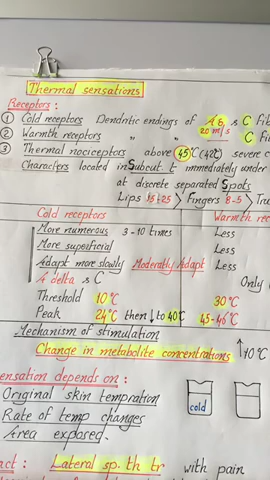 Thermal sensations
Receptors :
① Cold receptors Dendritic endings of A δ, s C fib
② Warmth receptors " " 20 m/s C fi
③ Thermal nociceptors above 45°C (42°c) severe c
Characters located in Subcut t immediately under
at discrete separated Spots
Lips 15-25 > Fingers 3-5 > Tru
Cold receptors Warmth re
More numerous 3-10 times Less
More superficial Less
Adapt more slowly Moderately Adapt Less
A delta s C Only
Threshold 10°C 30°C
Peak 24°C then ↓ to 40°C 45-46°C
Mechanism of stimulation
Change in metabolite concentrations ↑10°C
ensation depends on :
Original skin tempration
cold
Rate of temp changes
Area exposed.
act : Lateral sp. th tr with pain